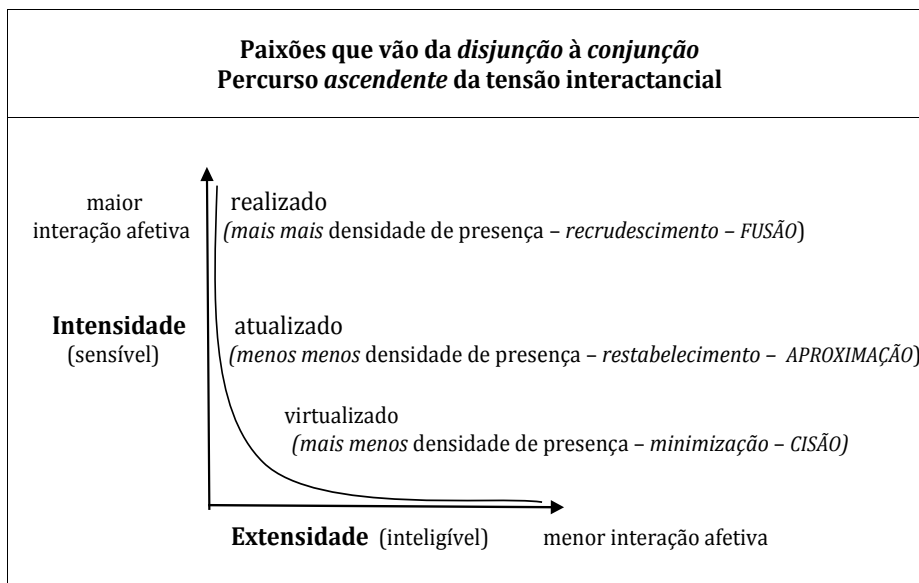 Paixões que vão da disjunção à conjunção
Percurso ascendente da tensão interactancial
maior
interação afetiva
realizado
(mais mais densidade de presença – recrudescimento – FUSÃO)
Intensidade
(sensível)
atualizado
(menos menos densidade de presença – restabelecimento – APROXIMAÇÃO)
virtualizado
(mais menos densidade de presença – minimização – CISÃO)
Extensidade (inteligível)
menor interação afetiva